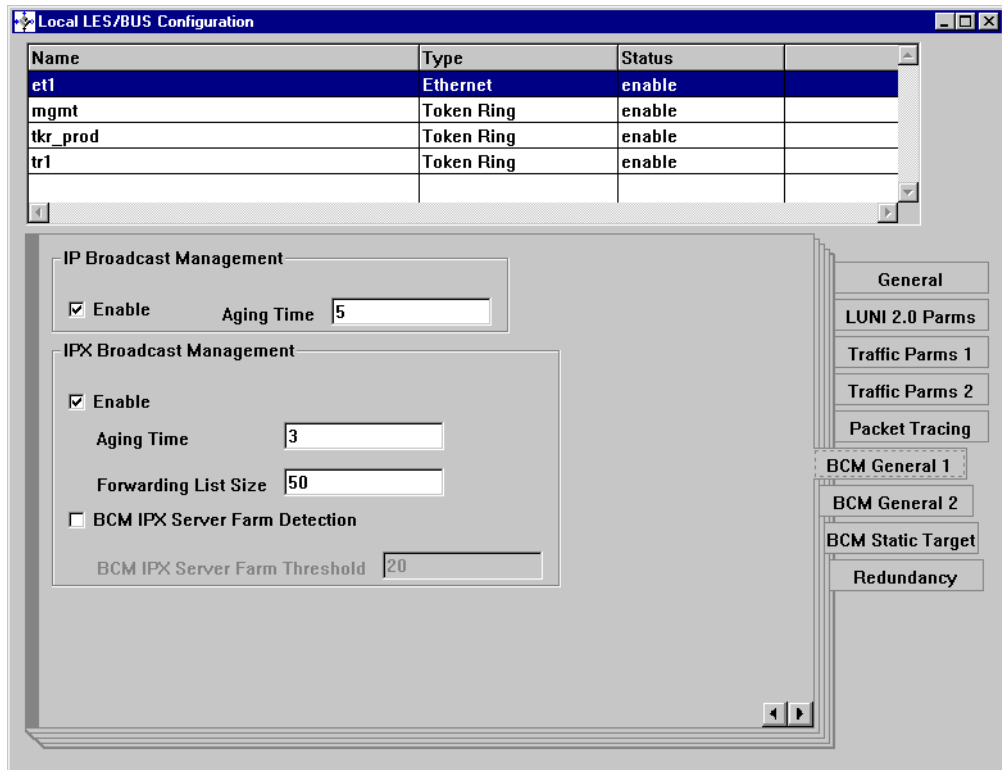 Local LES/BUS Configuration
Name Type Status
et1 Ethernet enable
mgmt Token Ring enable
tkr_prod Token Ring enable
tr1 Token Ring enable
IP Broadcast Management
Enable Aging Time 5
IPX Broadcast Management
Enable
Aging Time 3
Forwarding List Size 50
BCM IPX Server Farm Detection
BCM IPX Server Farm Threshold 20
General
LUNI 2.0 Parms
Traffic Parms 1
Traffic Parms 2
Packet Tracing
BCM General 1
BCM General 2
BCM Static Target
Redundancy